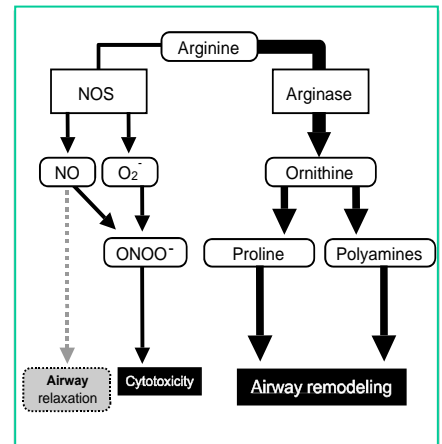 Arginine
NOS
Arginase
NO
O₂⁻
Ornithine
ONOO⁻
Proline
Polyamines
Airway
relaxation
Cytotoxicity
Airway remodeling